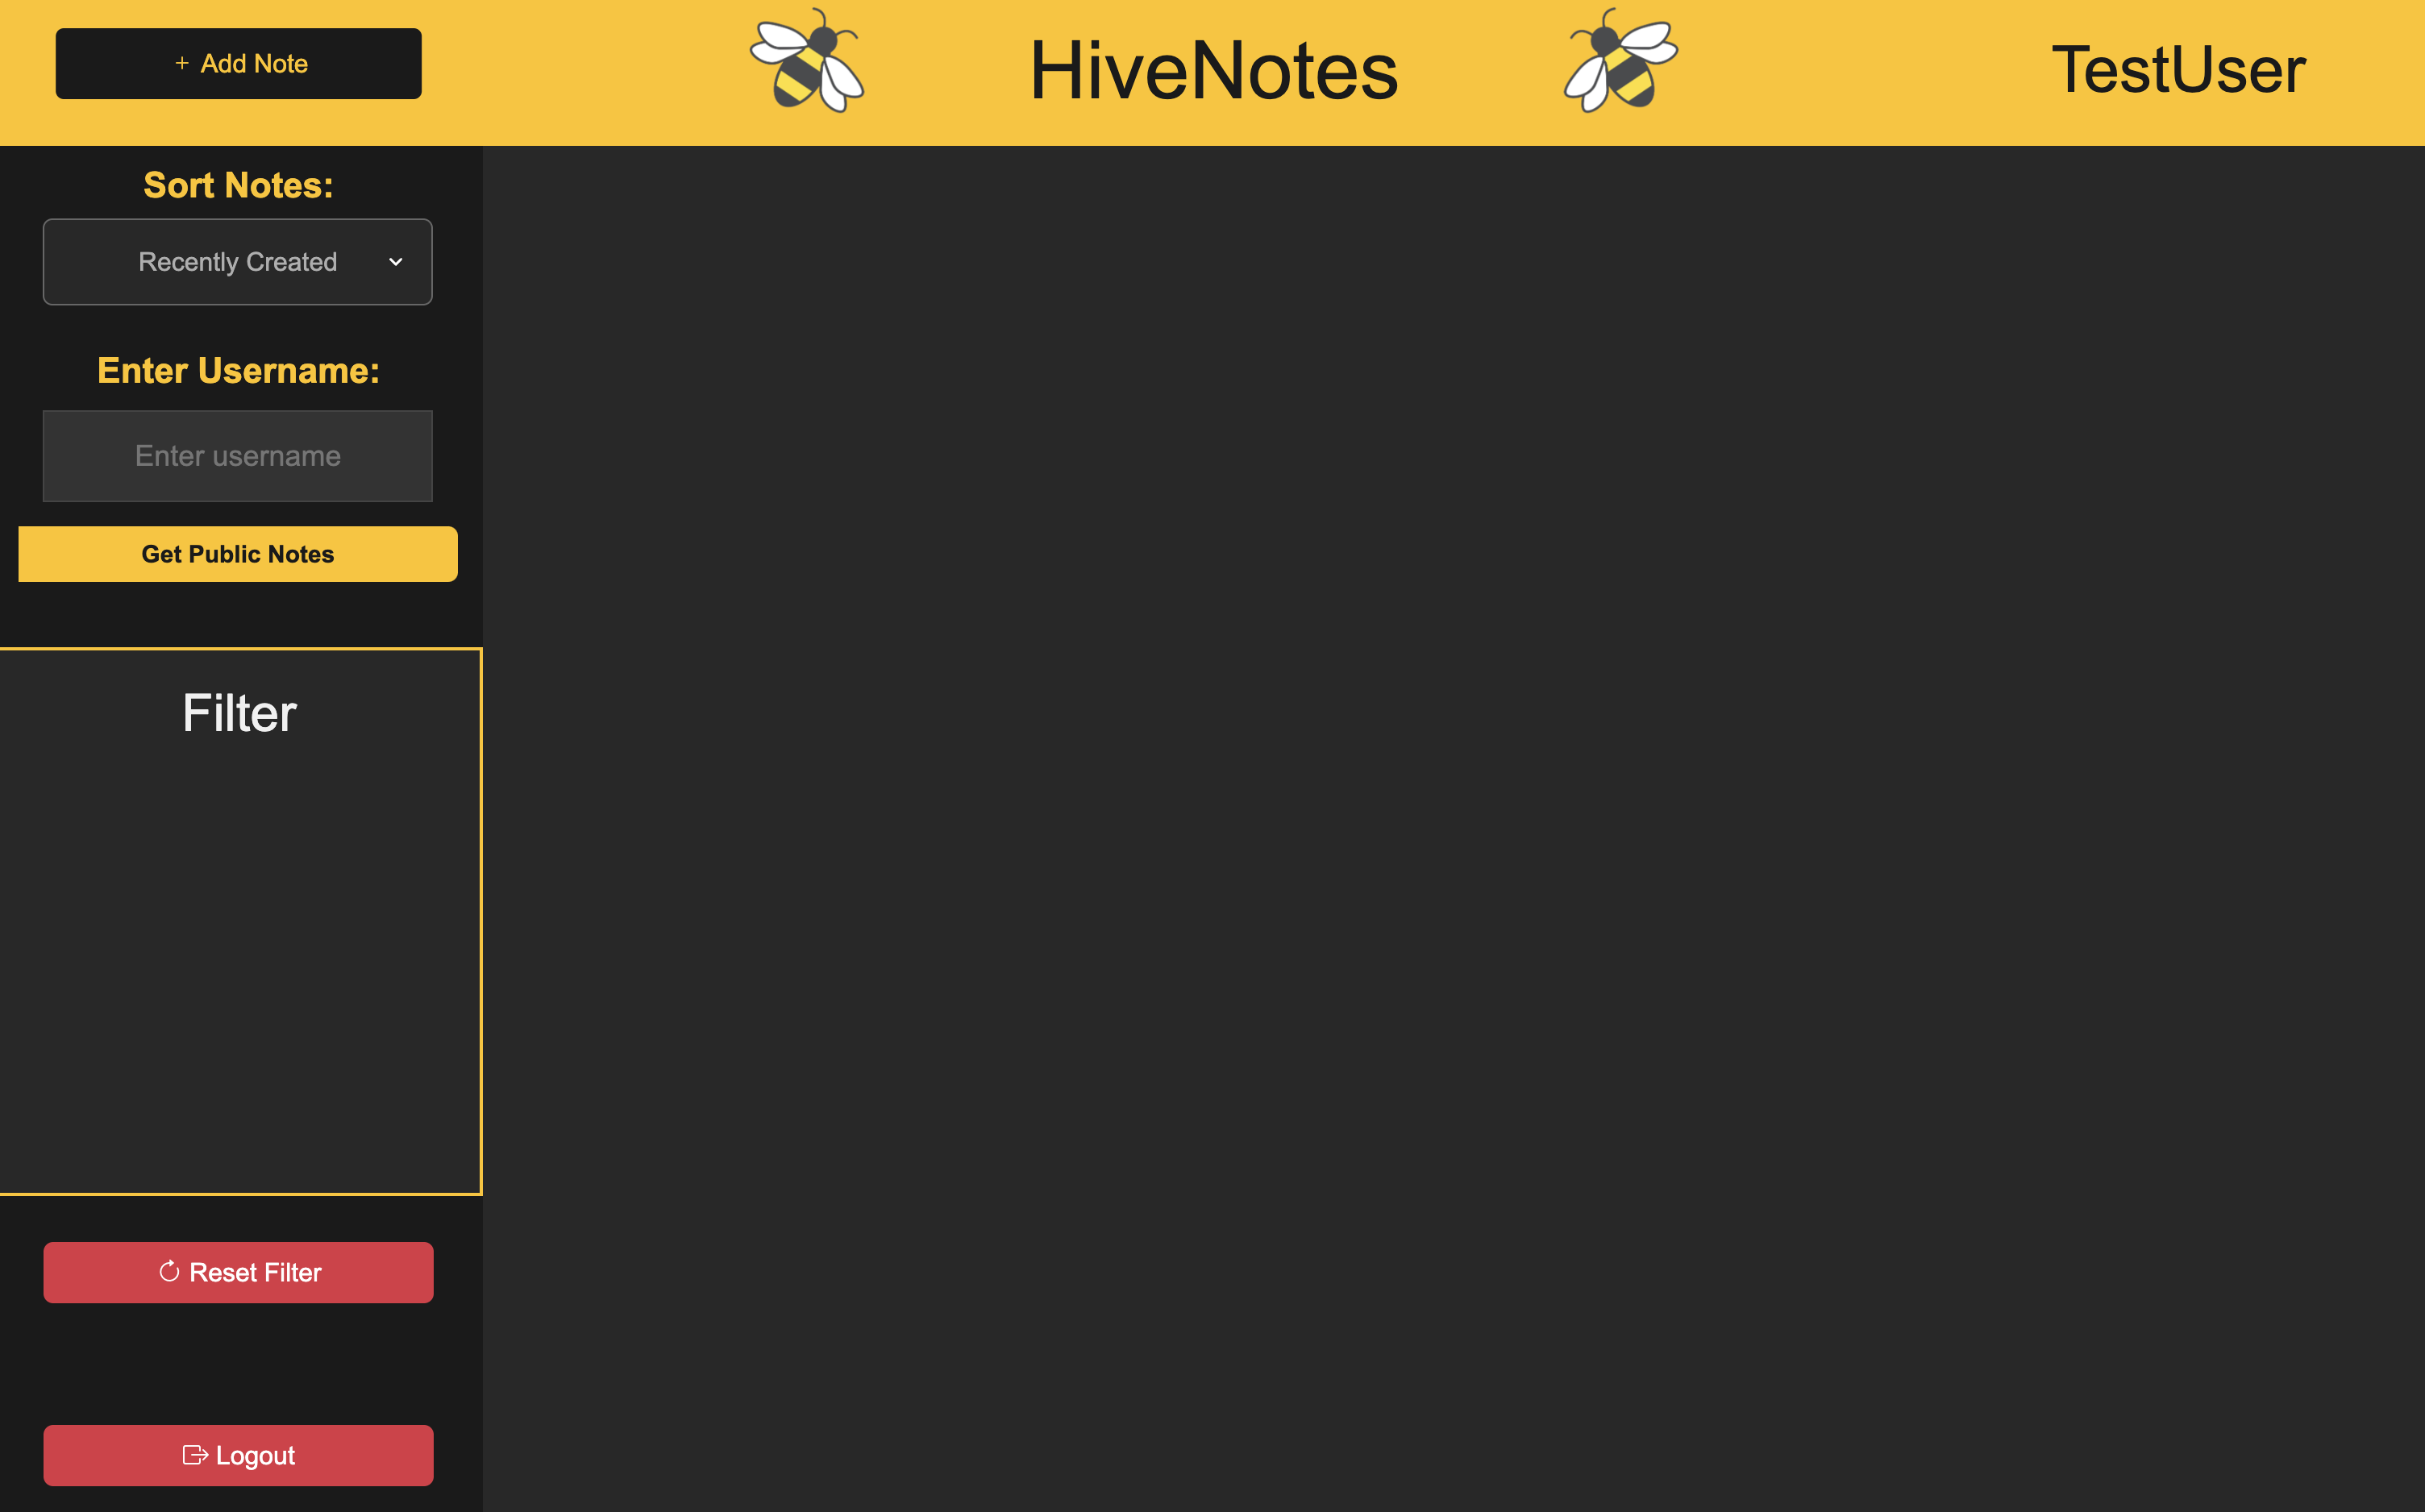 + Add Note
HiveNotes
TestUser
Sort Notes:
Recently Created
Enter Username:
Enter username
Get Public Notes
Filter
Reset Filter
Logout